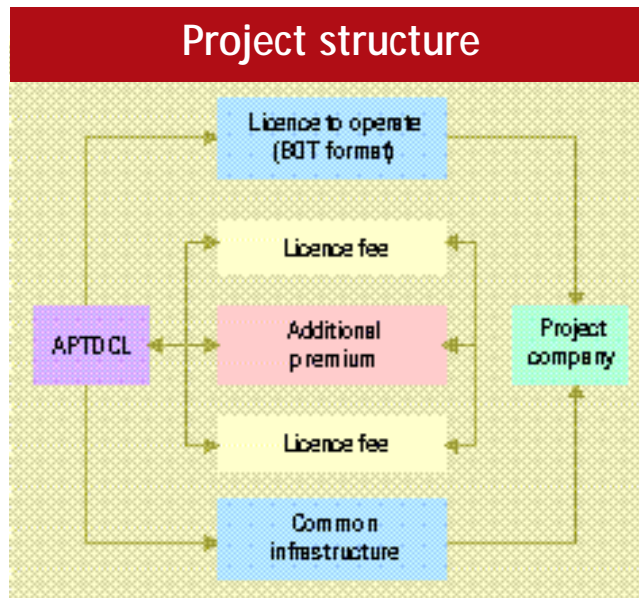 Project structure
Licence to operate
(BOT format)
Licence fee
APTDCL
Additional
premium
Project
company
Licence fee
Common
infrastructure